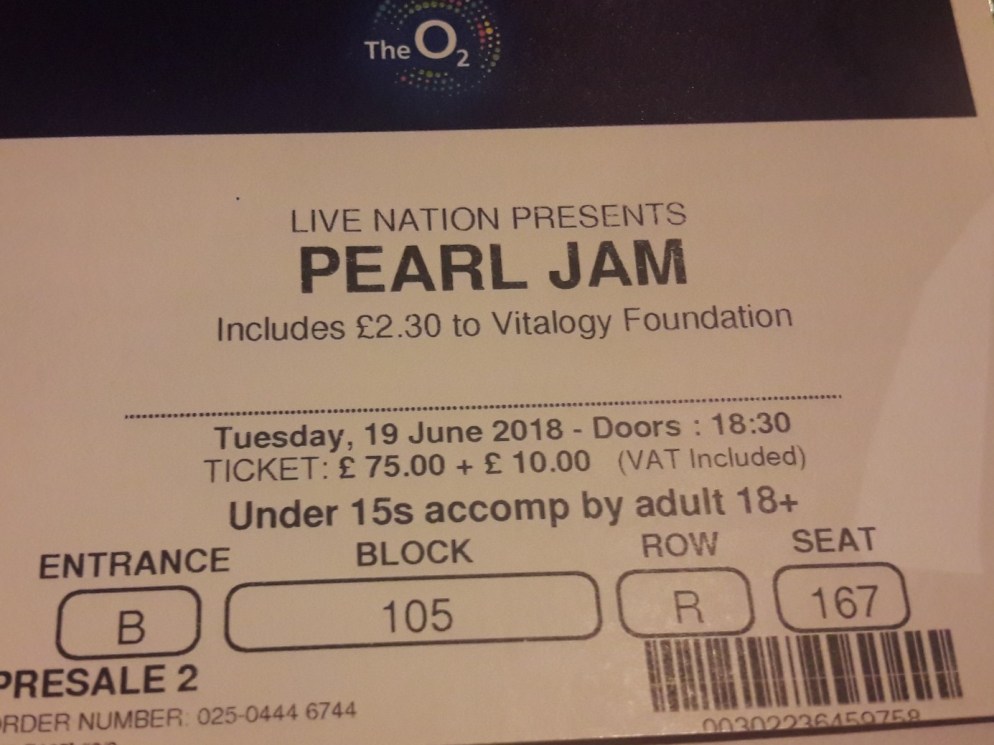 The O2
LIVE NATION PRESENTS
PEARL JAM
Includes £2.30 to Vitalogy Foundation
Tuesday, 19 June 2018 - Doors : 18:30
TICKET: £ 75.00 + £ 10.00 (VAT Included)
Under 15s accomp by adult 18+
ENTRANCE BLOCK ROW SEAT
B 105 R 167
PRESALE 2
ORDER NUMBER: 025-0444 6744
00302236459758